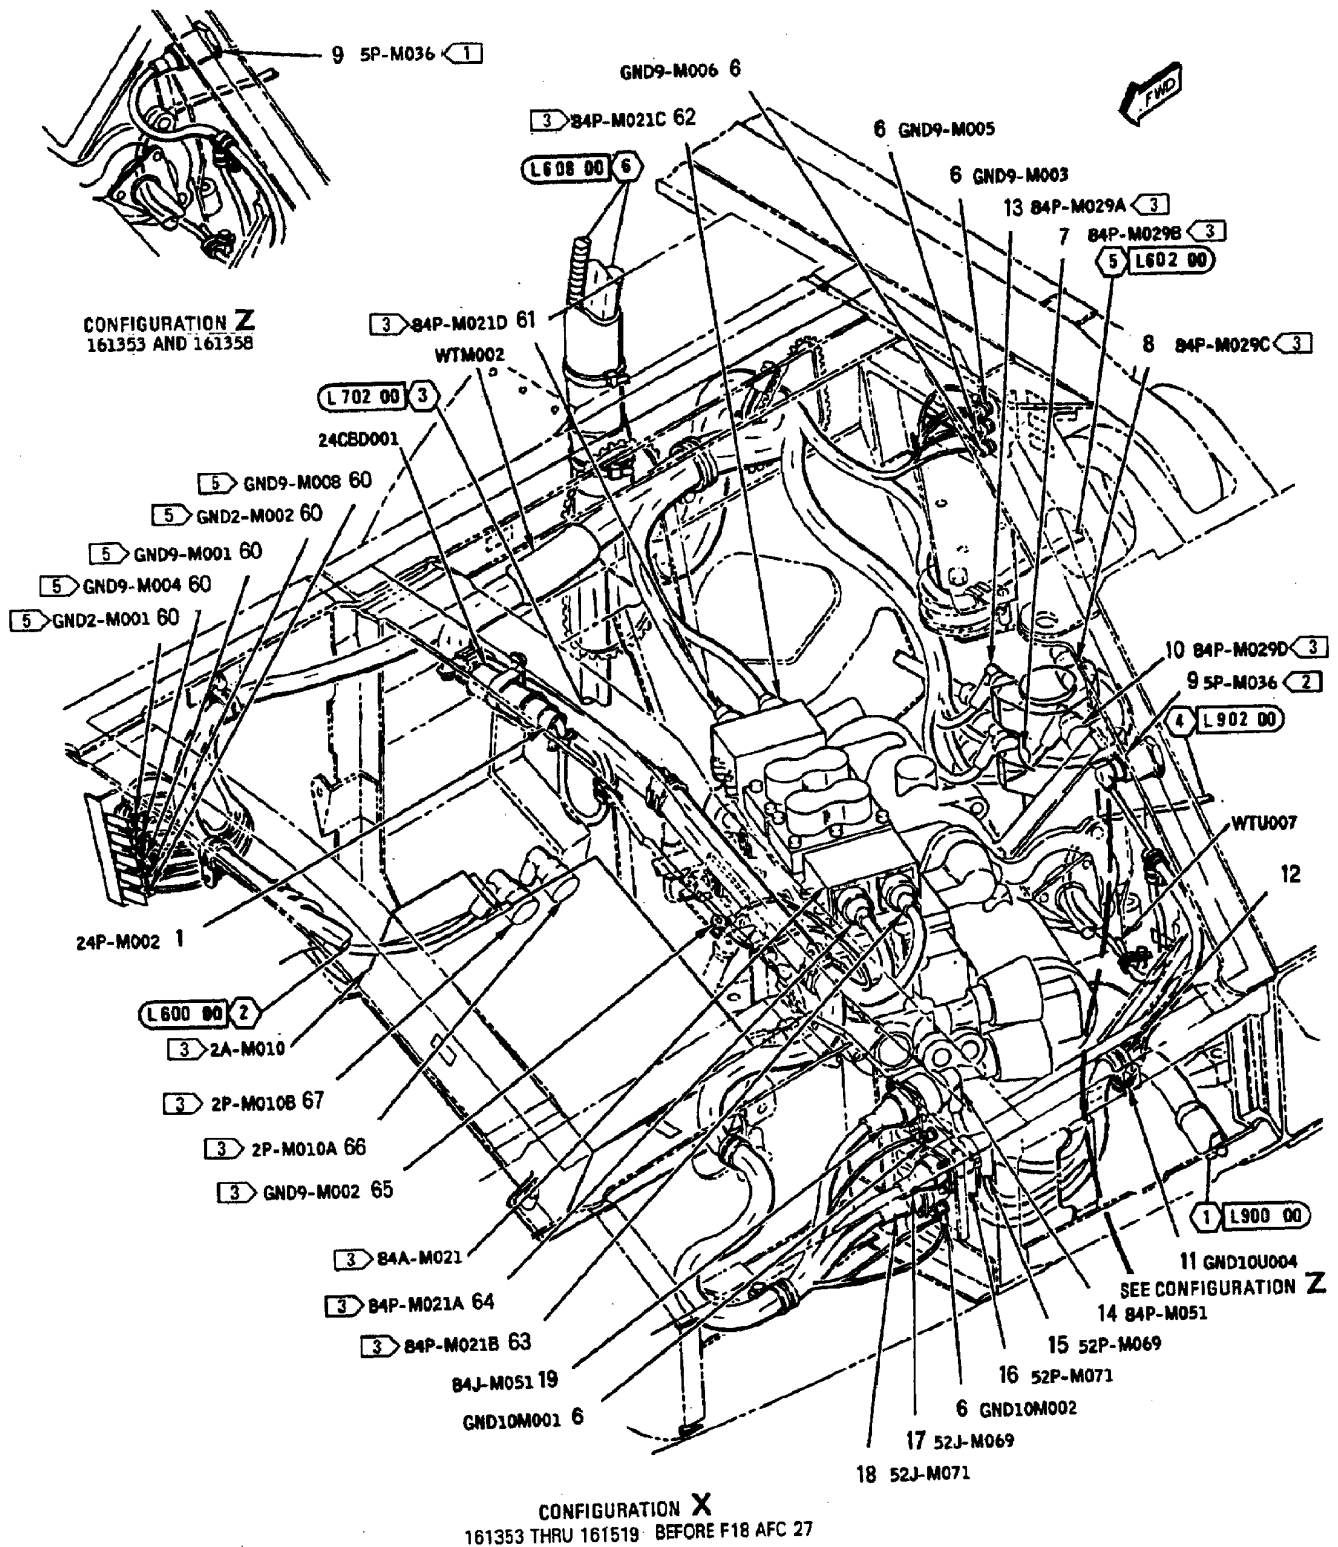 9 5P-M036 1
GND9-M006 6
FWD
3 84P-M021C 62
6 GND9-M005
L608 00 6
6 GND9-M003
13 84P-M029A 3
7 84P-M029B 3
5 L602 00
CONFIGURATION Z
161353 AND 161358
3 84P-M021D 61
WTM002
8 84P-M029C 3
L702 00 3
24CBD001
5 GND9-M008 60
5 GND2-M002 60
5 GND9-M001 60
5 GND9-M004 60
5 GND2-M001 60
10 84P-M029D 3
9 5P-M036 2
4 L902 00
WTU007
12
24P-M002 1
L600 00 2
3 2A-M010
3 2P-M010B 67
3 2P-M010A 66
3 GND9-M002 65
1 L900 00
3 84A-M021
11 GND10U004
SEE CONFIGURATION Z
3 84P-M021A 64
14 84P-M051
3 84P-M021B 63
15 52P-M069
84J-M051 19
16 52P-M071
GND10M001 6
6 GND10M002
17 52J-M069
18 52J-M071
CONFIGURATION X
161353 THRU 161519 BEFORE F18 AFC 27